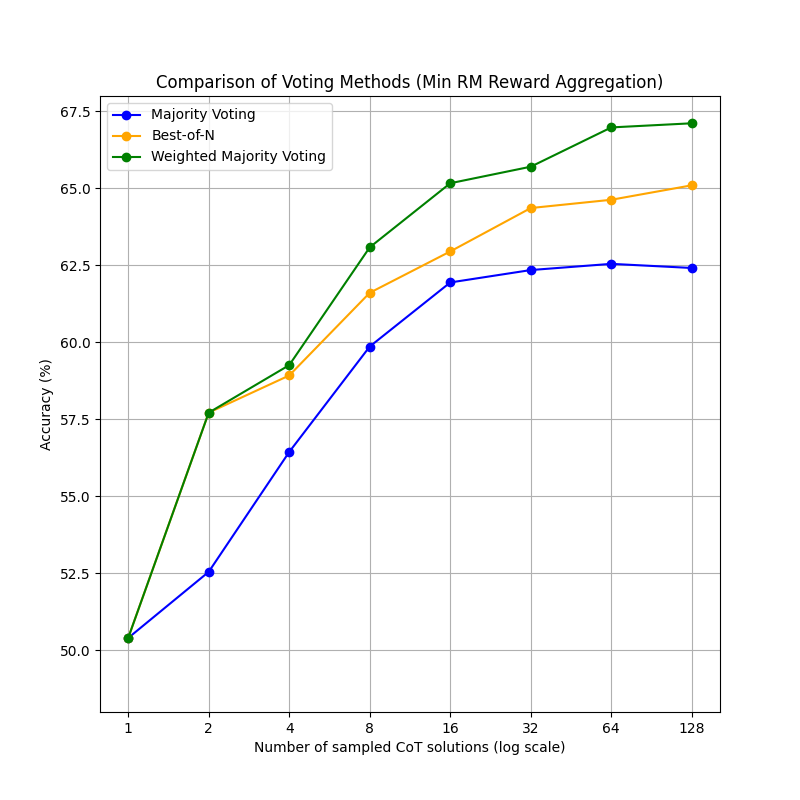 Comparison of Voting Methods (Min RM Reward Aggregation)
Majority Voting
Best-of-N
Weighted Majority Voting
67.5
65.0
62.5
60.0
57.5
55.0
52.5
50.0
Accuracy (%)
1 2 4 8 16 32 64 128
Number of sampled CoT solutions (log scale)